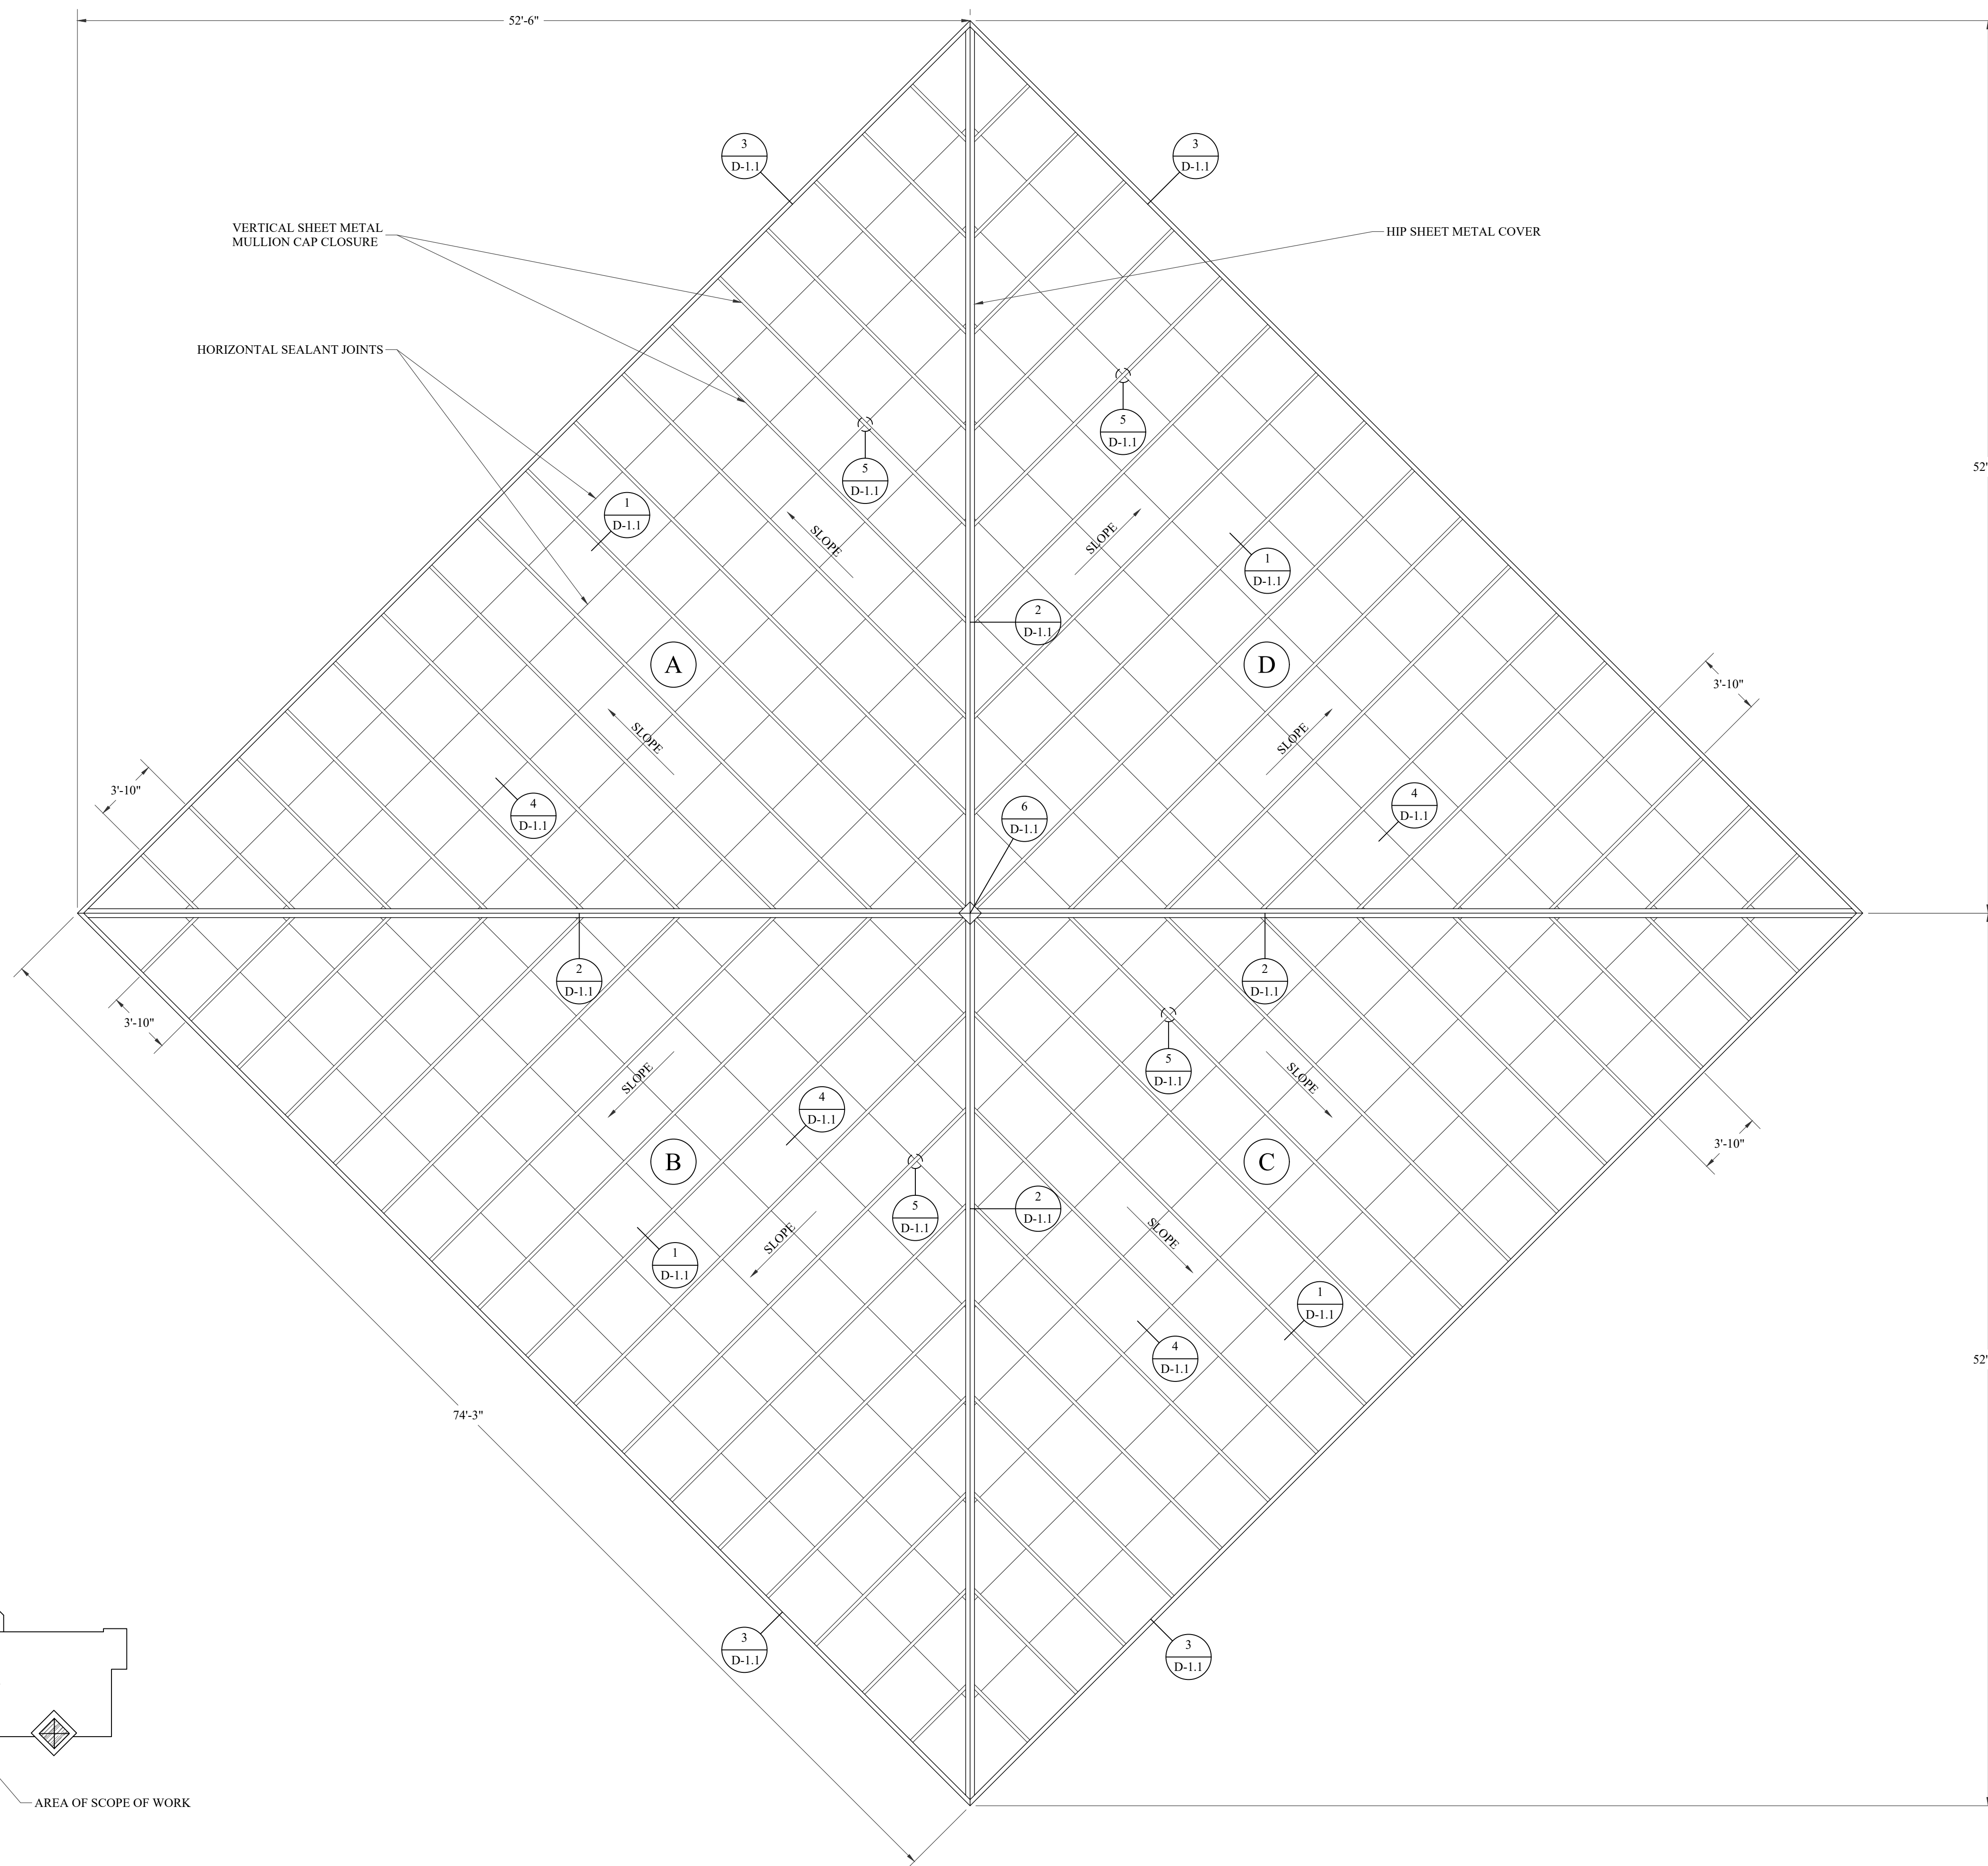 52'-6"
3
D-1.1
3
D-1.1
VERTICAL SHEET METAL
MULLION CAP CLOSURE
HIP SHEET METAL COVER
HORIZONTAL SEALANT JOINTS
5
D-1.1
5
D-1.1
52'
1
D-1.1
SLOPE
SLOPE
1
D-1.1
2
D-1.1
A
D
3'-10"
SLOPE
SLOPE
3'-10"
4
D-1.1
6
D-1.1
4
D-1.1
2
D-1.1
2
D-1.1
3'-10"
5
D-1.1
SLOPE
SLOPE
4
D-1.1
3'-10"
B
C
5
D-1.1
2
D-1.1
SLOPE
SLOPE
1
D-1.1
1
D-1.1
4
D-1.1
52'
74'-3"
3
D-1.1
3
D-1.1
AREA OF SCOPE OF WORK